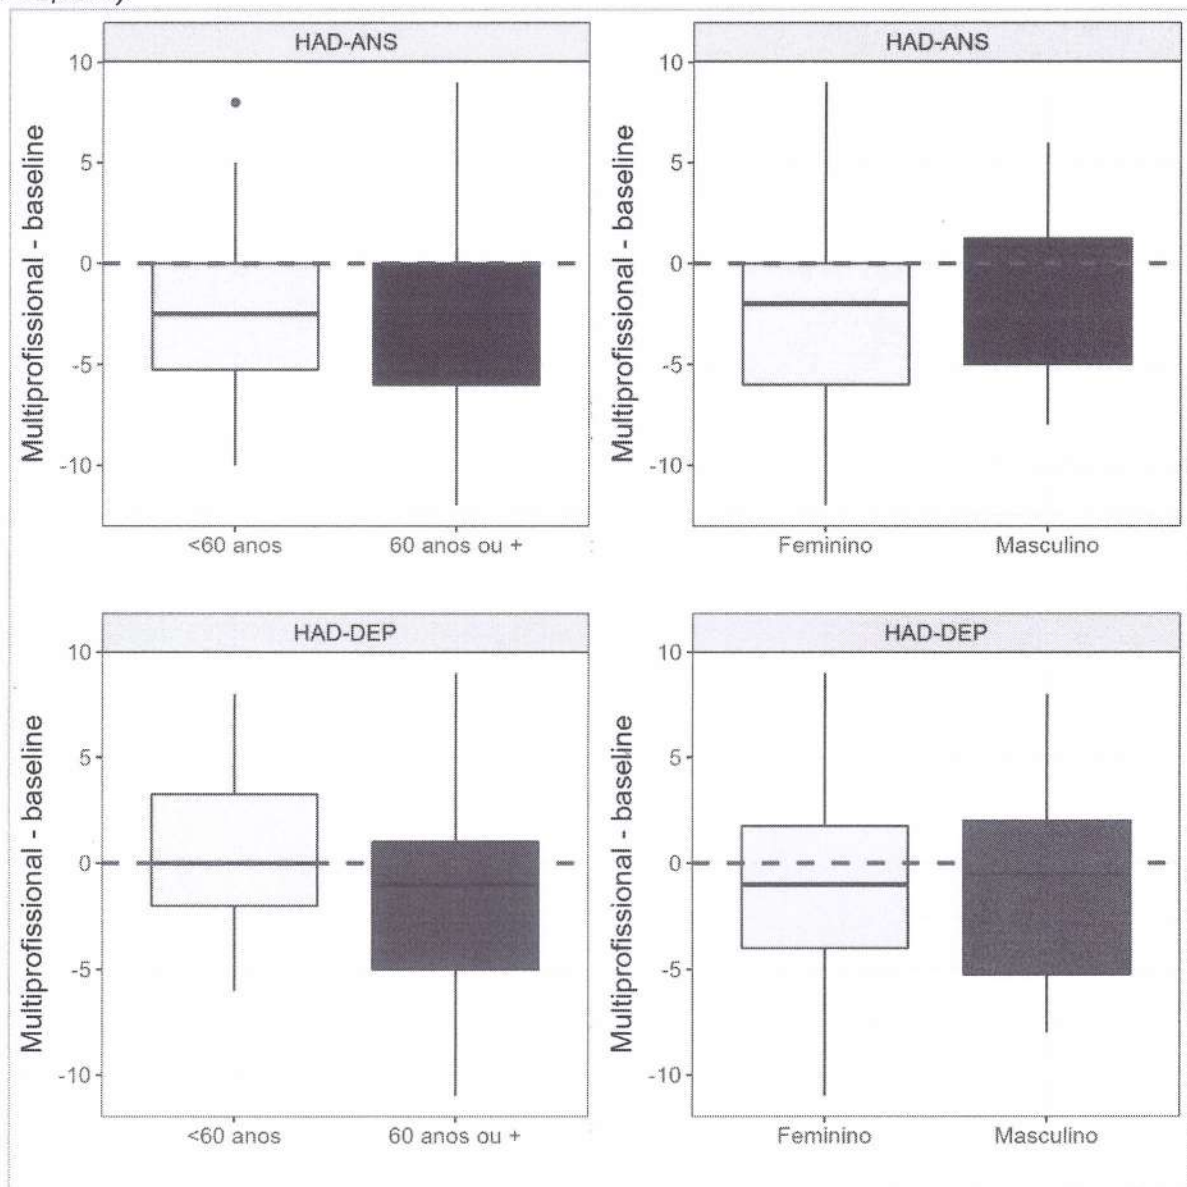 HAD-ANS
Multiprofissional - baseline
10
5
0
-5
-10
<60 anos
60 anos ou +
HAD-ANS
Multiprofissional - baseline
10
5
0
-5
-10
Feminino
Masculino
HAD-DEP
Multiprofissional - baseline
10
5
0
-5
-10
<60 anos
60 anos ou +
HAD-DEP
Multiprofissional - baseline
10
5
0
-5
-10
Feminino
Masculino